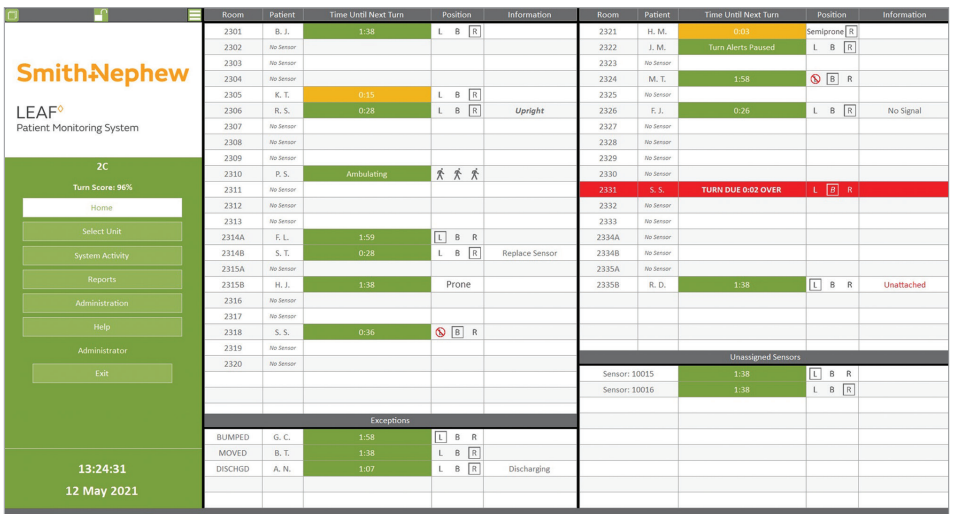 Smith+Nephew
LEAF◊
Patient Monitoring System
2C
Turn Score: 96%
Home
Select Unit
System Activity
Reports
Administration
Help
Administrator
Exit
13:24:31
12 May 2021
Room Patient Time Until Next Turn Position Information
2301 B. J. 1:38 L B R
2302 No Sensor
2303 No Sensor
2304 No Sensor
2305 K. T. 0:15 L B R
2306 R. S. 0:28 L B R Upright
2307 No Sensor
2308 No Sensor
2309 No Sensor
2310 P. S. Ambulating
2311 No Sensor
2312 No Sensor
2313 No Sensor
2314A F. L. 1:59 L B R
2314B S. T. 0:28 L B R Replace Sensor
2315A No Sensor
2315B H. J. 1:38 Prone
2316 No Sensor
2317 No Sensor
2318 S. S. 0:36 L B R
2319 No Sensor
2320 No Sensor
Exceptions
BUMPED G. C. 1:58 L B R
MOVED B. T. 1:38 L B R
DISCHGD A. N. 1:07 L B R Discharging
Room Patient Time Until Next Turn Position Information
2321 H. M. 0:03 Semiprone R
2322 J. M. Turn Alerts Paused L B R
2323 No Sensor
2324 M. T. 1:58 L B R
2325 No Sensor
2326 F. J. 0:26 L B R No Signal
2327 No Sensor
2328 No Sensor
2329 No Sensor
2330 No Sensor
2331 S. S. TURN DUE 0:02 OVER L B R
2332 No Sensor
2333 No Sensor
2334A No Sensor
2334B No Sensor
2335A No Sensor
2335B R. D. 1:38 L B R Unattached
Unassigned Sensors
Sensor: 10015 1:38 L B R
Sensor: 10016 1:38 L B R